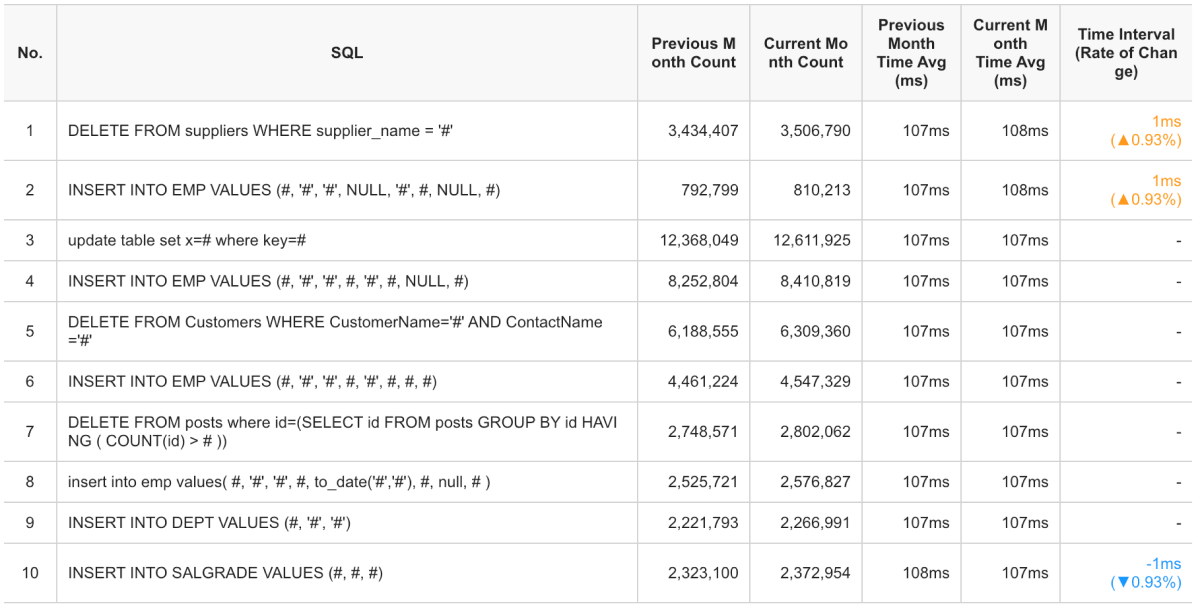 No.
SQL
Previous M
onth Count
Current Mo
nth Count
Previous
Month
Time Avg
(ms)
Current M
onth
Time Avg
(ms)
Time Interval
(Rate of Chan
ge)
1
DELETE FROM suppliers WHERE supplier_name = '#'
3,434,407
3,506,790
107ms
108ms
1ms
(▲0.93%)
2
INSERT INTO EMP VALUES (#, '#', '#', NULL, '#', #, NULL, #)
792,799
810,213
107ms
108ms
1ms
(▲0.93%)
3
update table set x=# where key=#
12,368,049
12,611,925
107ms
107ms
-
4
INSERT INTO EMP VALUES (#, '#', '#', #, '#', #, NULL, #)
8,252,804
8,410,819
107ms
107ms
-
5
DELETE FROM Customers WHERE CustomerName='#' AND ContactName
='#'
6,188,555
6,309,360
107ms
107ms
-
6
INSERT INTO EMP VALUES (#, '#', '#', #, '#', #, #, #)
4,461,224
4,547,329
107ms
107ms
-
7
DELETE FROM posts where id=(SELECT id FROM posts GROUP BY id HAVI
NG ( COUNT(id) > # ))
2,748,571
2,802,062
107ms
107ms
-
8
insert into emp values( #, '#', '#', #, to_date('#','#'), #, null, # )
2,525,721
2,576,827
107ms
107ms
-
9
INSERT INTO DEPT VALUES (#, '#', '#')
2,221,793
2,266,991
107ms
107ms
-
10
INSERT INTO SALGRADE VALUES (#, #, #)
2,323,100
2,372,954
108ms
107ms
-1ms
(▼0.93%)